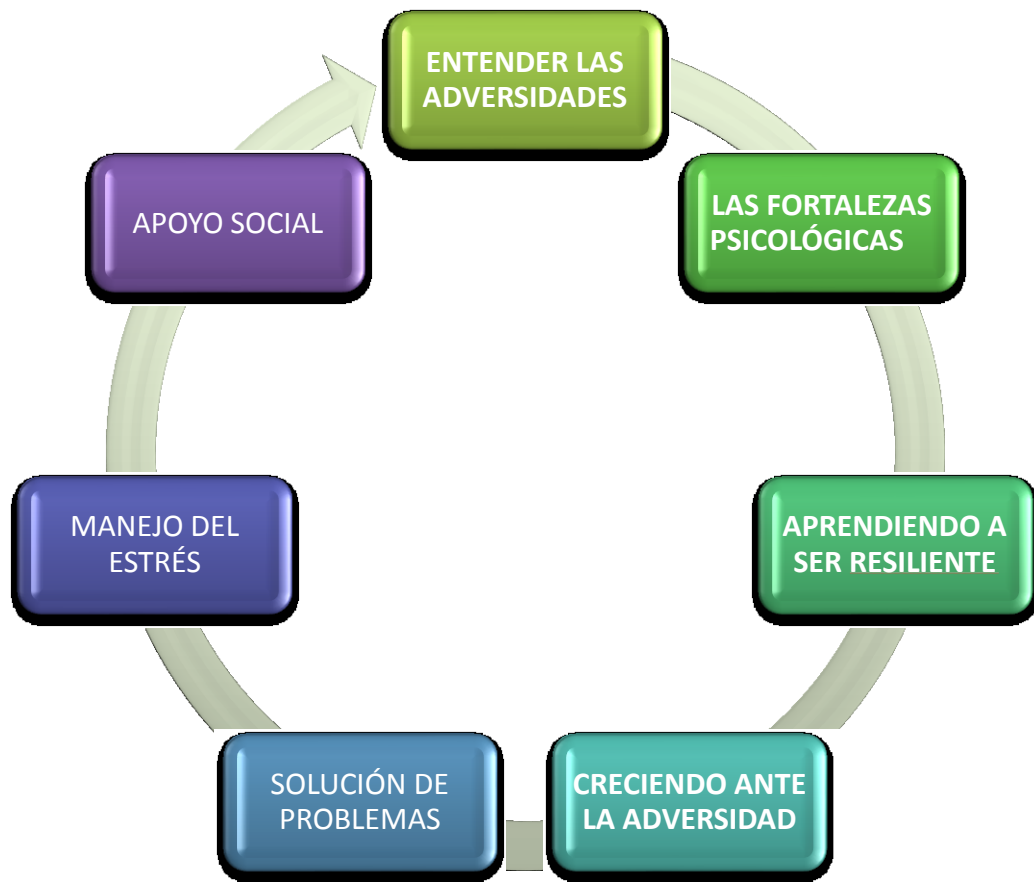 ENTENDER LAS
ADVERSIDADES
LAS FORTALEZAS
PSICOLÓGICAS
APRENDIENDO A
SER RESILIENTE
CRECIENDO ANTE
LA ADVERSIDAD
SOLUCIÓN DE
PROBLEMAS
MANEJO DEL
ESTRÉS
APOYO SOCIAL